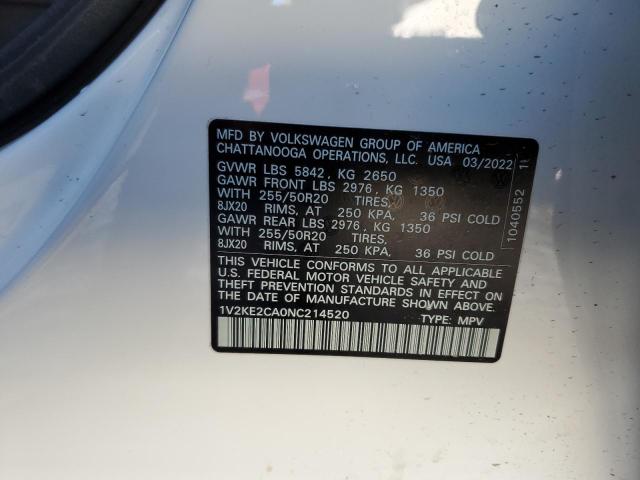 MFD BY VOLKSWAGEN GROUP OF AMERICA
CHATTANOOGA OPERATIONS, LLC. USA 03/2022
GVWR LBS 5842, KG 2650
GAWR FRONT LBS 2976, KG 1350
WITH 255/50R20 TIRES,
8JX20 RIMS, AT 250 KPA, 36 PSI COLD
GAWR REAR LBS 2976, KG 1350
WITH 255/50R20 TIRES,
8JX20 RIMS, AT 250 KPA, 36 PSI COLD
THIS VEHICLE CONFORMS TO ALL APPLICABLE
U.S. FEDERAL MOTOR VEHICLE SAFETY AND
THEFT PREVENTION STANDARDS IN EFFECT ON
THE DATE OF MANUFACTURE SHOWN ABOVE.
1V2KE2CA0NC214520 TYPE: MPV
1040552